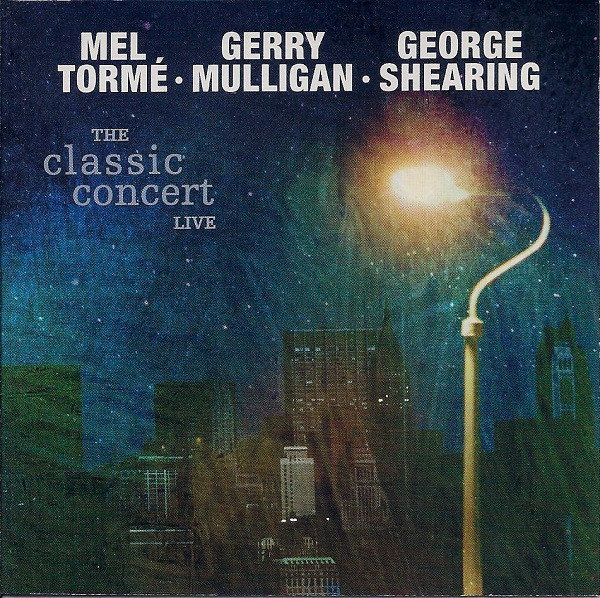 MEL GERRY GEORGE
TORMÉ • MULLIGAN • SHEARING
THE
classic
concert
LIVE